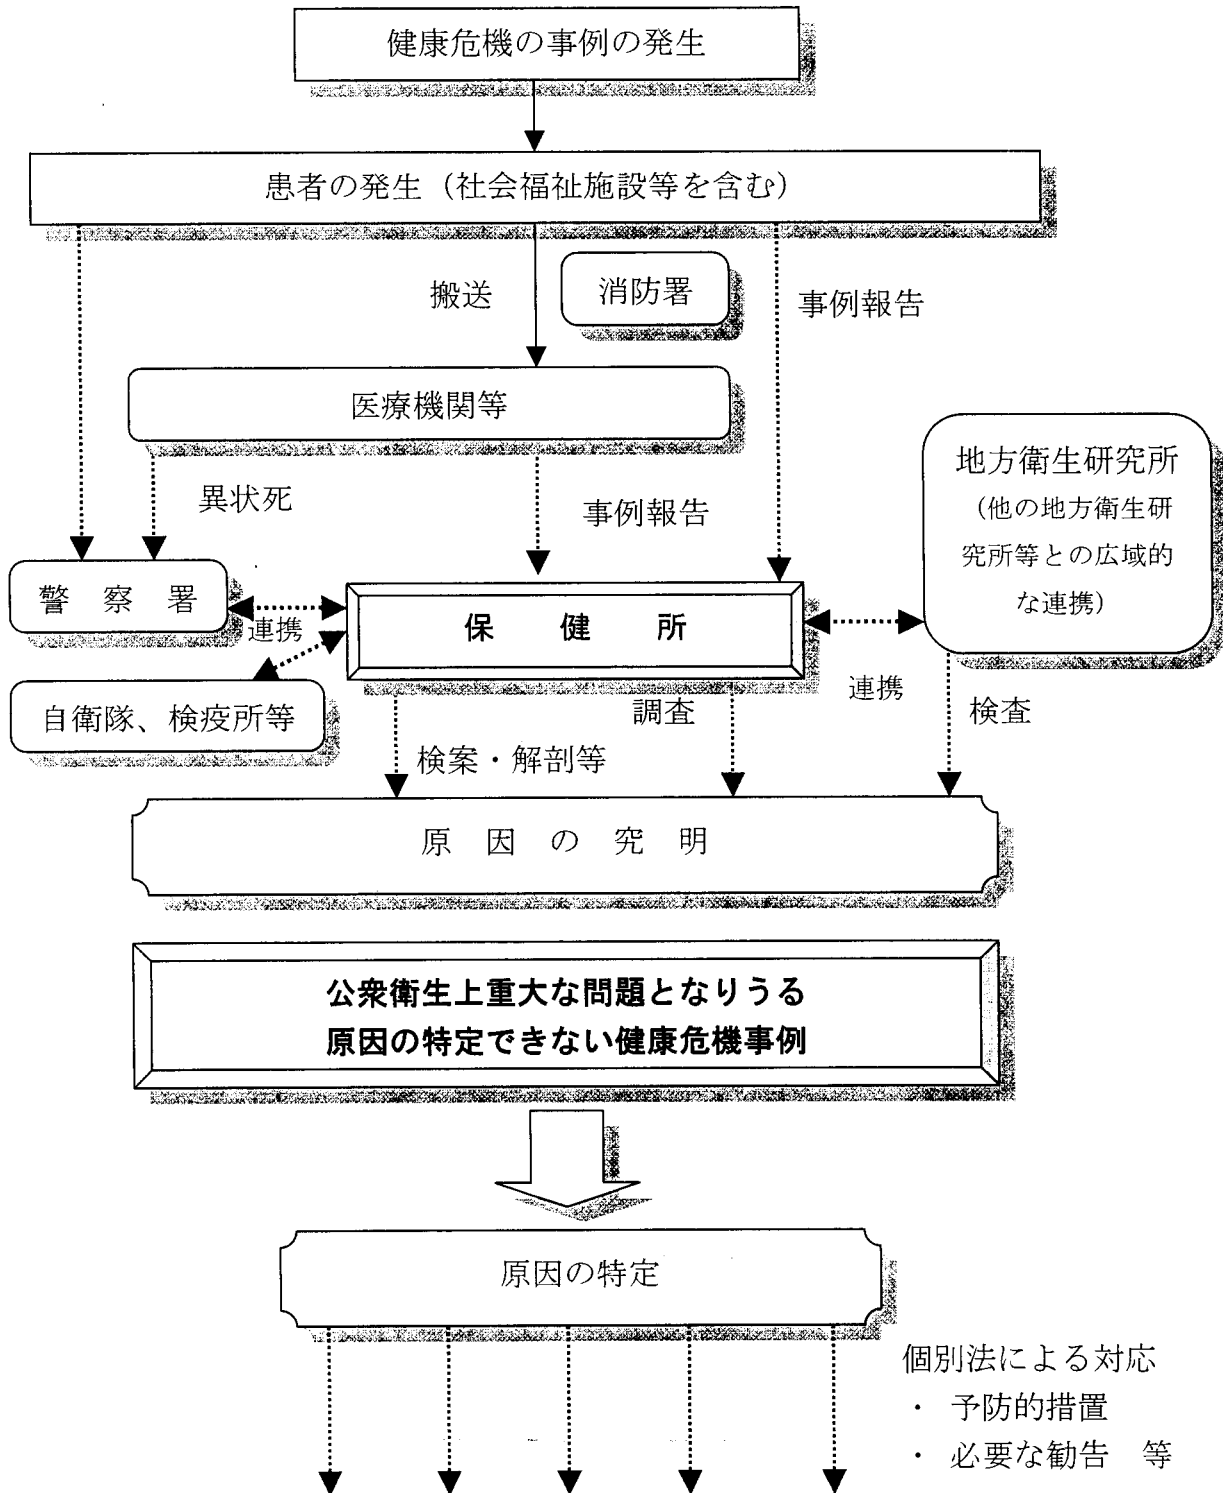 健康危機の事例の発生
患者の発生（社会福祉施設等を含む）
搬送
消防署
事例報告
医療機関等
地方衛生研究所
（他の地方衛生研
究所等との広域的
な連携）
異状死
事例報告
警　察　署
連携
保　健　所
連携
自衛隊、検疫所等
検案・解剖等
調査
検査
原　因　の　究　明
公衆衛生上重大な問題となりうる
原因の特定できない健康危機事例
原因の特定
個別法による対応
・ 予防的措置
・ 必要な勧告　等